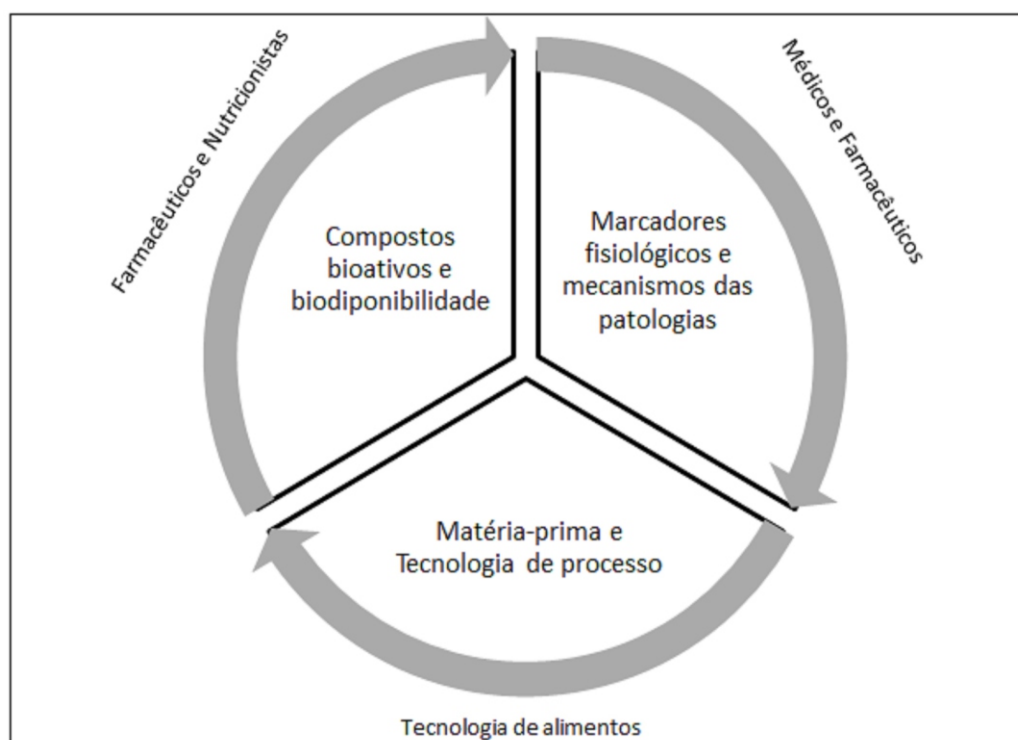 Farmacêuticos e Nutricionistas
Médicos e Farmacêuticos
Compostos
bioativos e
biodiponibilidade
Marcadores
fisiológicos e
mecanismos das
patologias
Matéria-prima e
Tecnologia de processo
Tecnologia de alimentos